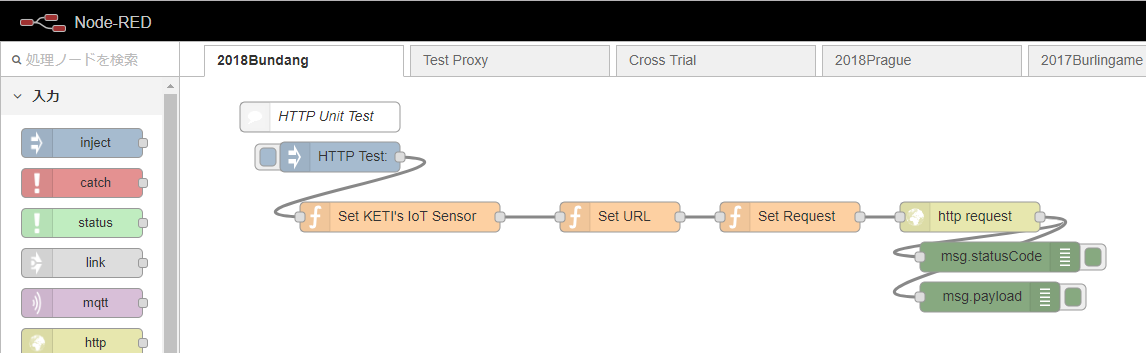 Node-RED
処理ノードを検索
2018Bundang
Test Proxy
Cross Trial
2018Prague
2017Burlingame
入力
inject
catch
status
link
mqtt
http
HTTP Unit Test
HTTP Test:
Set KETI's IoT Sensor
Set URL
Set Request
http request
msg.statusCode
msg.payload